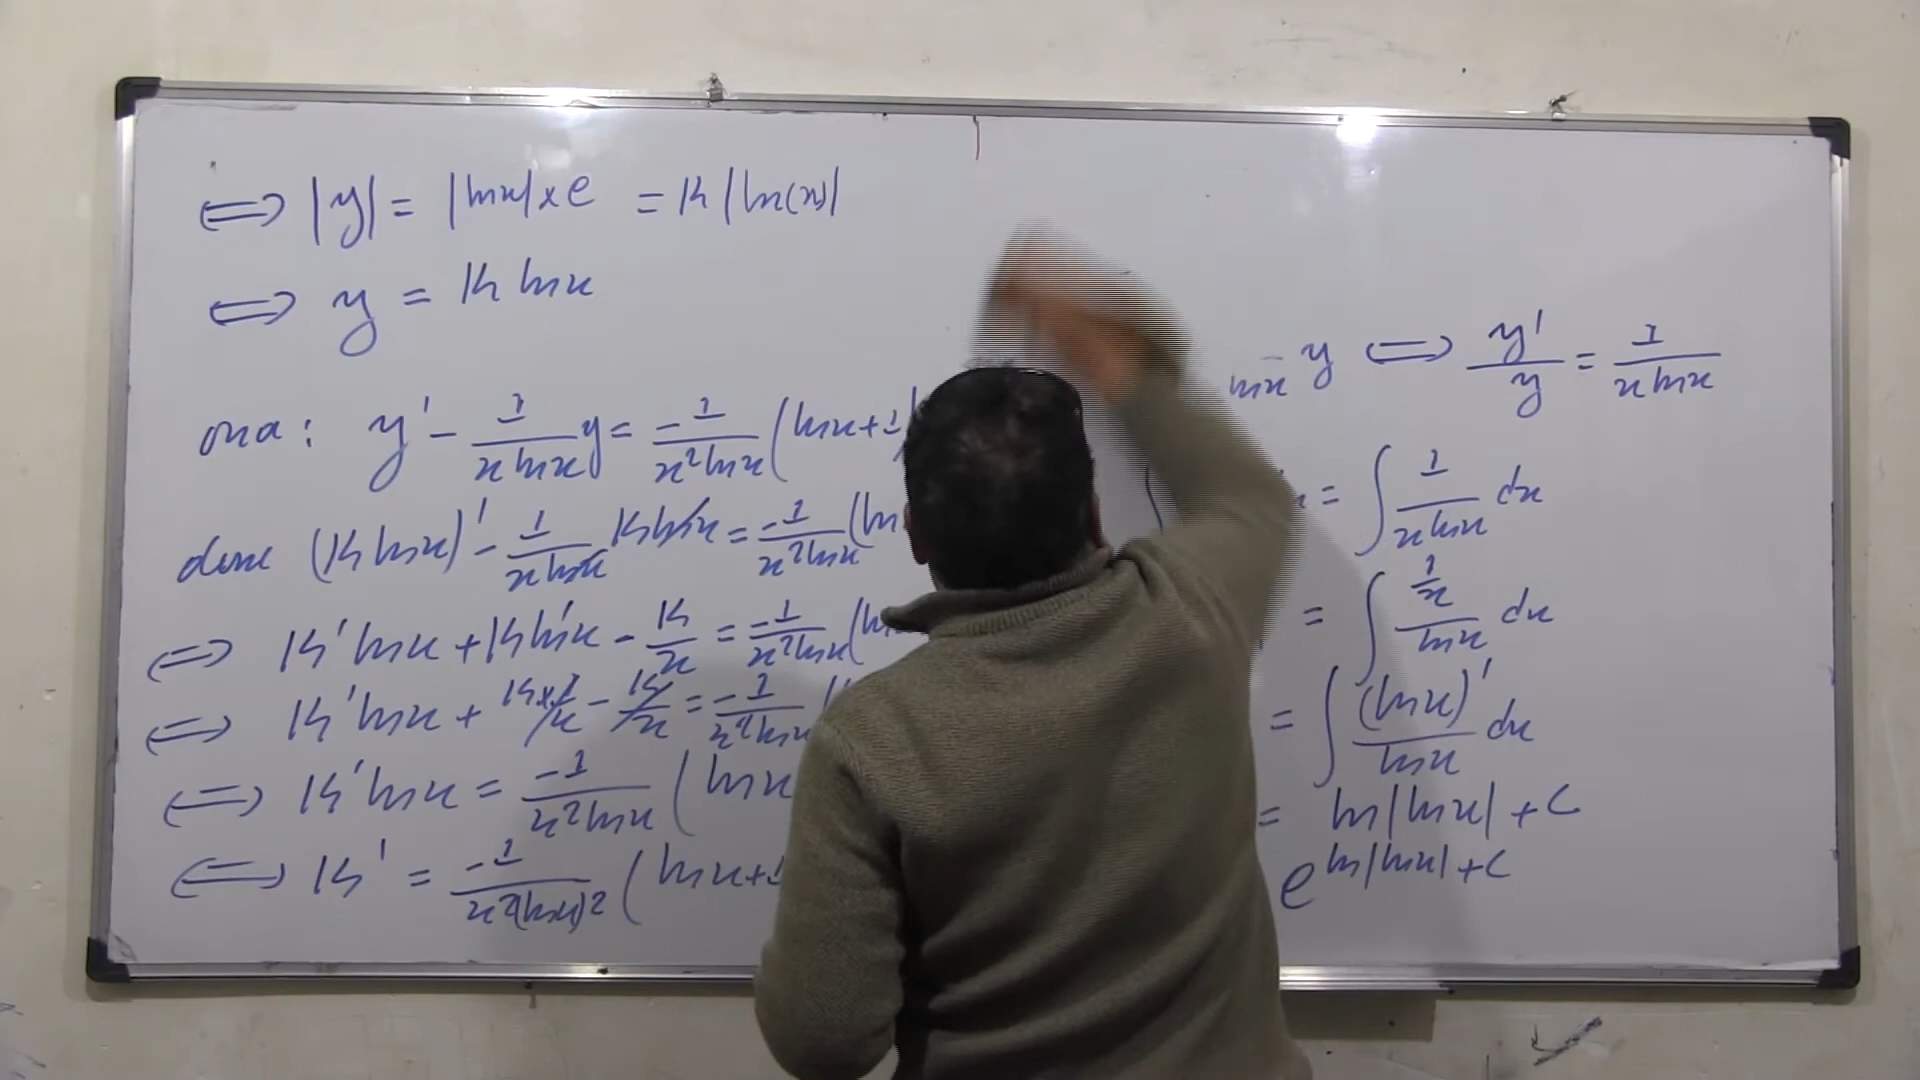 ⟺ |y| = |lnx| × e = K |ln(x)|
⟺ y = K lnx
ona : y' - 1/(x lnx) y = -1/(x² lnx) (lnx + 1
donc (K lnx)' - 1/(x lnx) K lnx = -1/(x² lnx) (ln
⟺ K' lnx + K ln'x - K/x = -1/(x² lnx) (
⟺ K' lnx + K × 1/x - K/x = -1/(x² lnx)
⟺ K' lnx = -1/(x² lnx) ( lnx
⟺ K' = -1/(x² (lnx)²) ( lnx +
lnx y ⟺ y'/y = 1/(x lnx)
= ∫ 1/(x lnx) dx
= ∫ (1/x)/lnx dx
= ∫ (lnx)'/lnx dx
= ln|lnx| + c
e^(ln|lnx| + c)